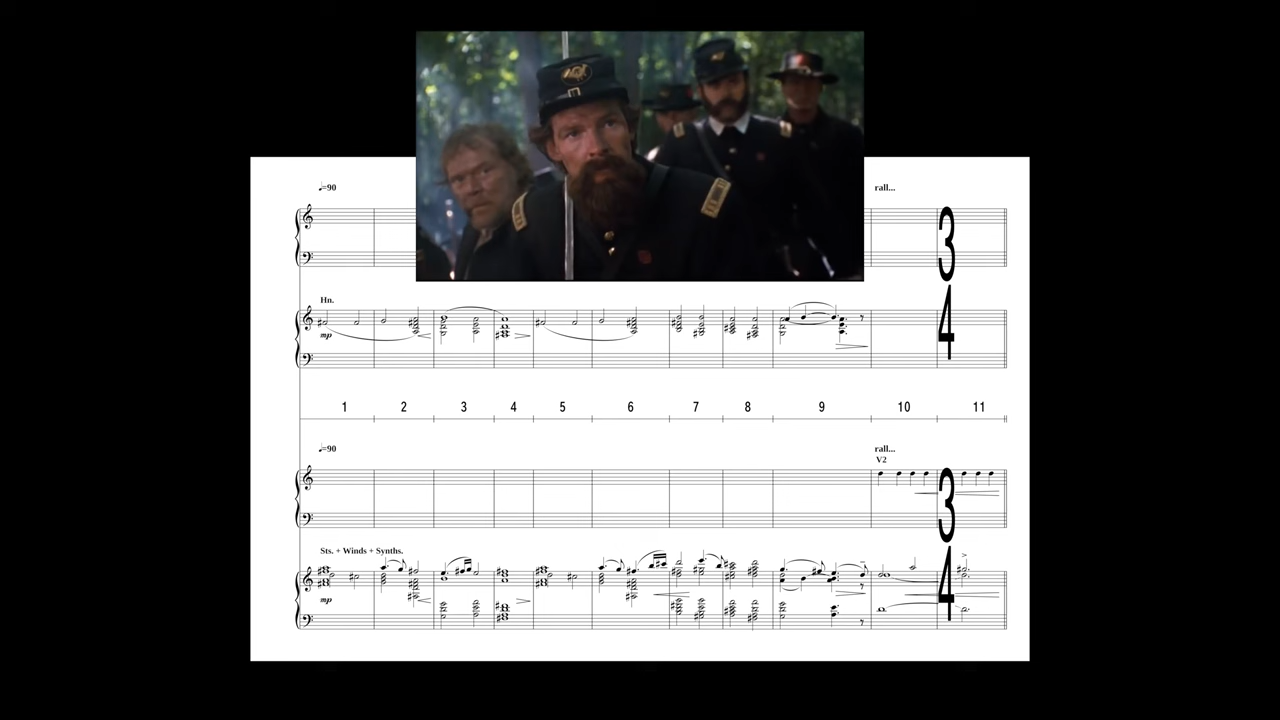 ♩=90
rall...
3
4
Hn.
mp
1 2 3 4 5 6 7 8 9 10 11
♩=90
rall...
V2
3
4
Sts. + Winds + Synths.
mp